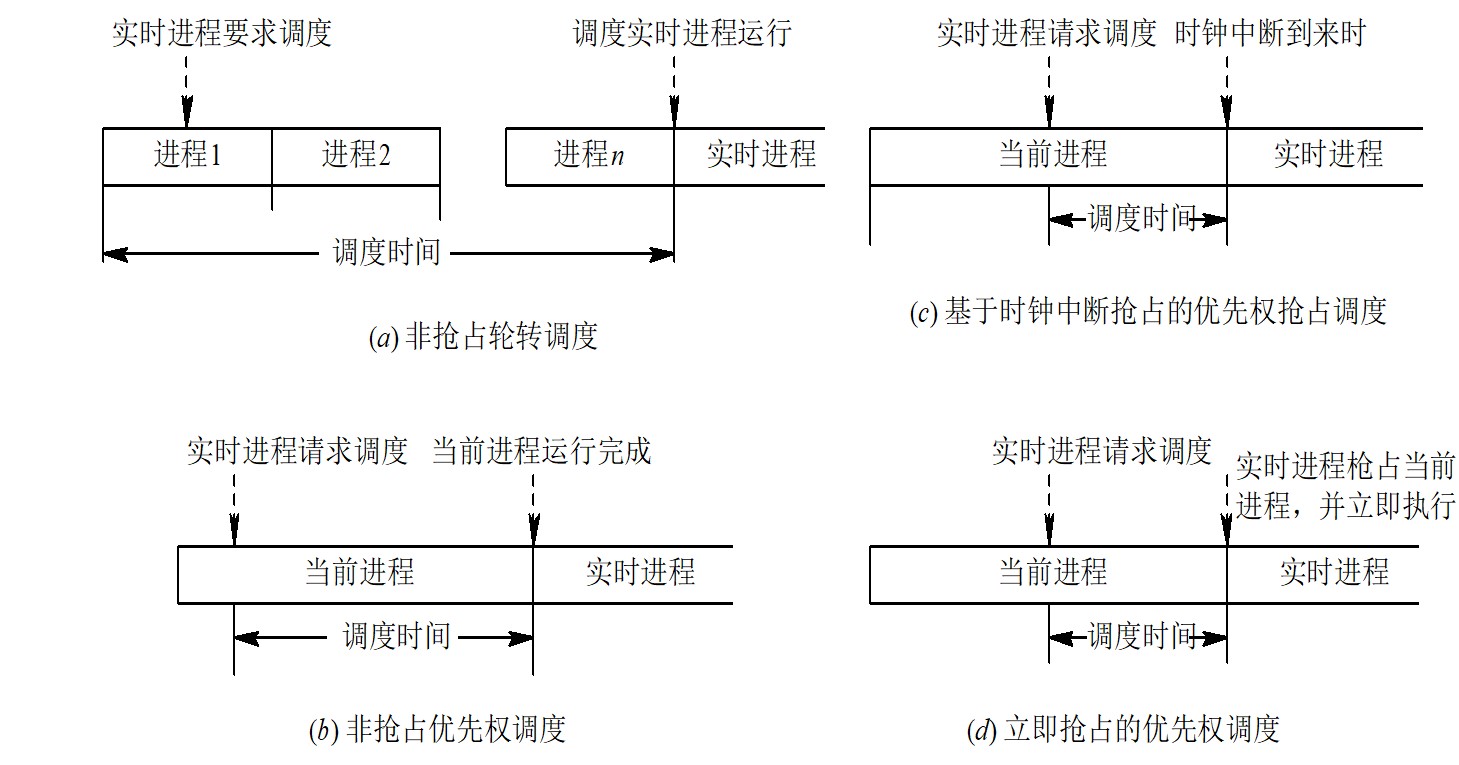 实时进程要求调度
调度实时进程运行
进程1
进程2
进程n
实时进程
调度时间
(a) 非抢占轮转调度
实时进程请求调度
时钟中断到来时
当前进程
实时进程
调度时间
(c) 基于时钟中断抢占的优先权抢占调度
实时进程请求调度
当前进程运行完成
当前进程
实时进程
调度时间
(b) 非抢占优先权调度
实时进程请求调度
实时进程枪占当前
进程，并立即执行
当前进程
实时进程
调度时间
(d) 立即抢占的优先权调度